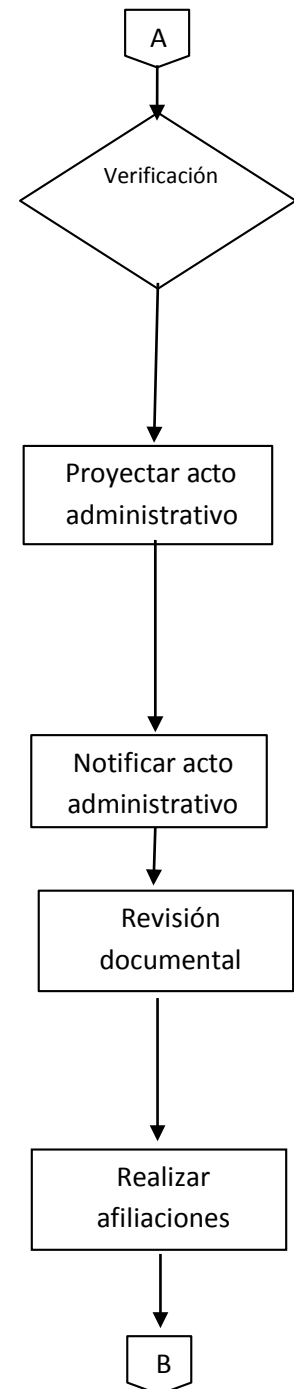 A
Verificación
Proyectar acto
administrativo
Notificar acto
administrativo
Revisión
documental
Realizar
afiliaciones
B